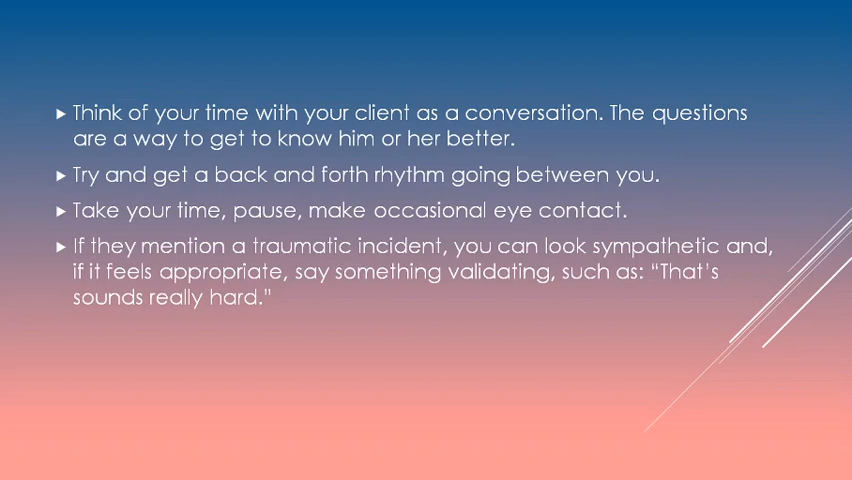 Think of your time with your client as a conversation. The questions
are a way to get to know him or her better.
Try and get a back and forth rhythm going between you.
Take your time, pause, make occasional eye contact.
If they mention a traumatic incident, you can look sympathetic and,
if it feels appropriate, say something validating, such as: “That’s
sounds really hard.”